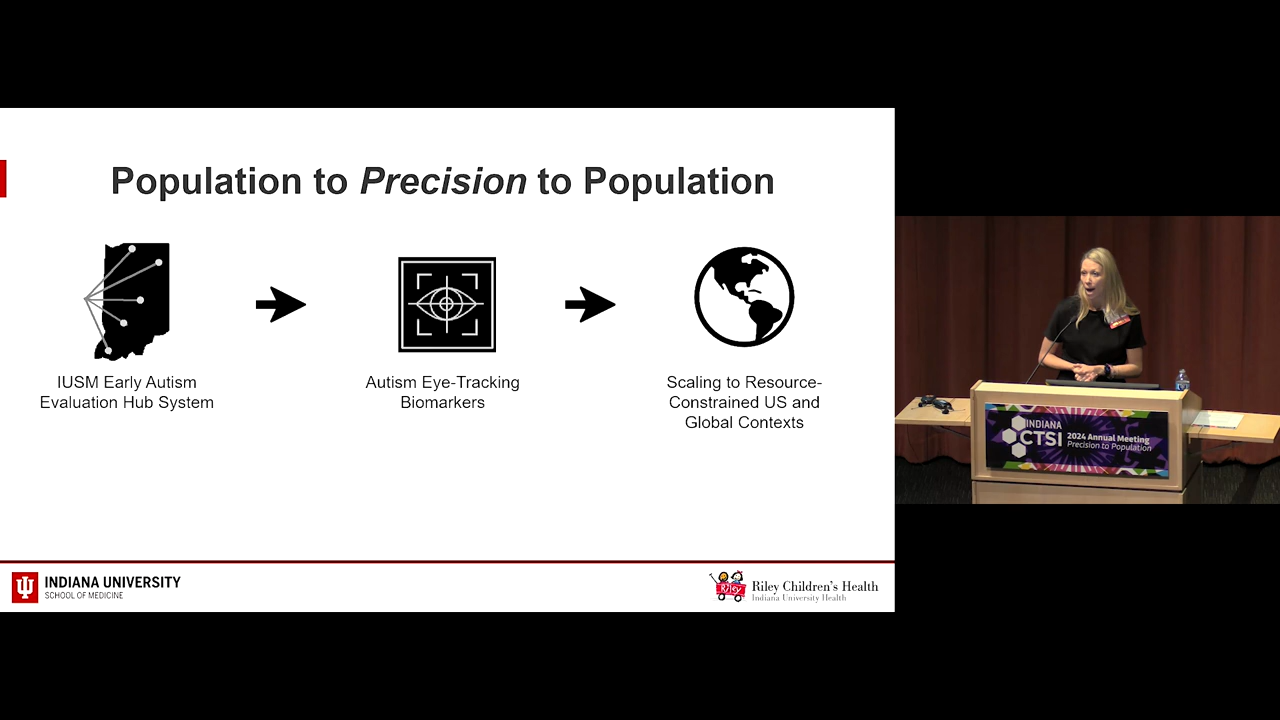 Population to Precision to Population
IUSM Early Autism
Evaluation Hub System
Autism Eye-Tracking
Biomarkers
Scaling to Resource-
Constrained US and
Global Contexts
INDIANA UNIVERSITY
SCHOOL OF MEDICINE
Riley
Riley Children's Health
Indiana University Health
INDIANA
CTSI
2024 Annual Meeting
Precision to Population